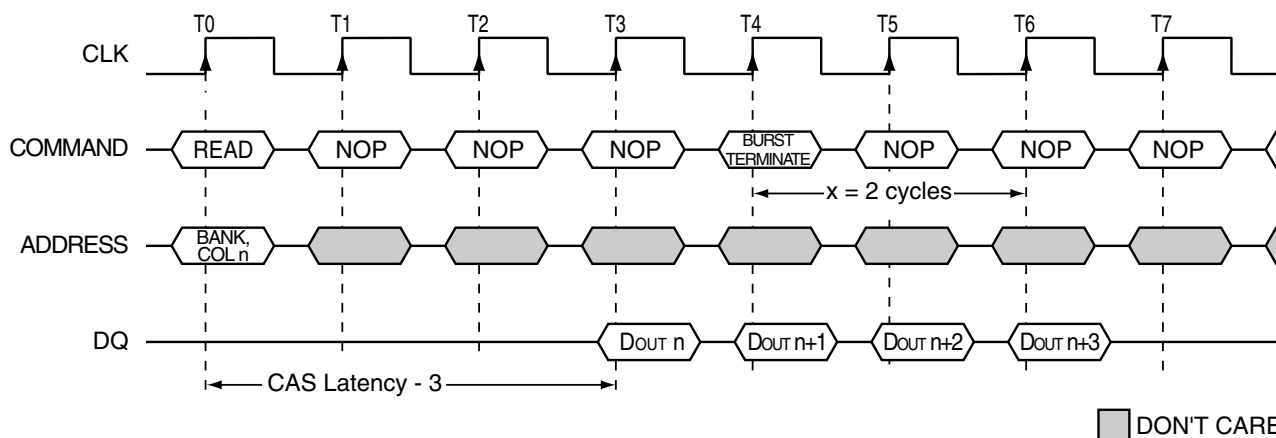 T0 T1 T2 T3 T4 T5 T6 T7
CLK
COMMAND READ NOP NOP NOP BURST TERMINATE NOP NOP NOP
x = 2 cycles
ADDRESS BANK, COL n
DQ DOUT n DOUT n+1 DOUT n+2 DOUT n+3
CAS Latency - 3
DON'T CARE